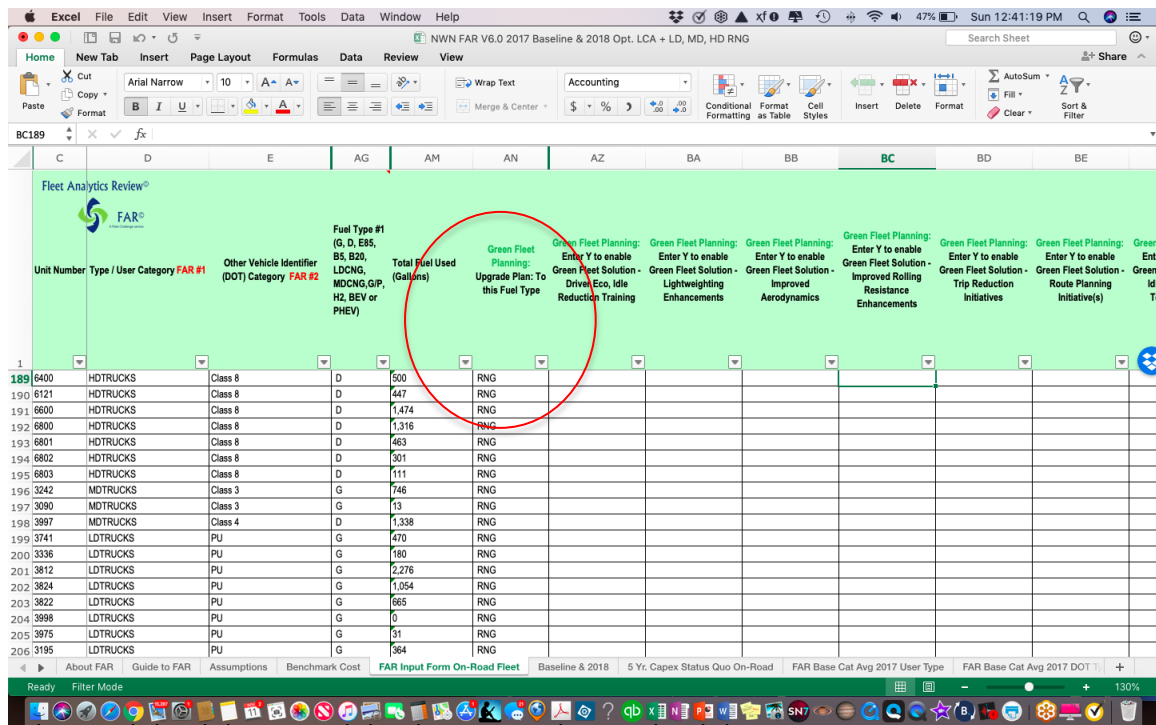 Excel File Edit View Insert Format Tools Data Window Help 47% Sun 12:41:19 PM
NWN FAR V6.0 2017 Baseline & 2018 Opt. LCA + LD, MD, HD RNG Search Sheet
Home New Tab Insert Page Layout Formulas Data Review View Share
Paste Cut Copy Format
Arial Narrow 10 A A
B I U A
Wrap Text
Merge & Center
Accounting
$ % )
Conditional Formatting
Format as Table
Cell Styles
Insert Delete Format
AutoSum
Fill
Clear
Sort & Filter
BC189 fx
C D E AG AM AN AZ BA BB BC BD BE
Fleet Analytics Review©
FAR©
Unit Number
Type / User Category FAR #1
Other Vehicle Identifier
(DOT) Category FAR #2
Fuel Type #1
(G, D, E85,
B5, B20,
LDCNG,
MDCNG,G/P,
H2, BEV or
PHEV)
Total Fuel Used
(Gallons)
Green Fleet
Planning:
Upgrade Plan: To
this Fuel Type
Green Fleet Planning:
Enter Y to enable
Green Fleet Solution -
Driver Eco, Idle
Reduction Training
Green Fleet Planning:
Enter Y to enable
Green Fleet Solution -
Lightweighting
Enhancements
Green Fleet Planning:
Enter Y to enable
Green Fleet Solution -
Improved
Aerodynamics
Green Fleet Planning:
Enter Y to enable
Green Fleet Solution -
Improved Rolling
Resistance
Enhancements
Green Fleet Planning:
Enter Y to enable
Green Fleet Solution -
Trip Reduction
Initiatives
Green Fleet Planning:
Enter Y to enable
Green Fleet Solution -
Route Planning
Initiative(s)
1
189 6400 HDTRUCKS Class 8 D 500 RNG
190 6121 HDTRUCKS Class 8 D 447 RNG
191 6600 HDTRUCKS Class 8 D 1,474 RNG
192 6800 HDTRUCKS Class 8 D 1,316 RNG
193 6801 HDTRUCKS Class 8 D 463 RNG
194 6802 HDTRUCKS Class 8 D 301 RNG
195 6803 HDTRUCKS Class 8 D 111 RNG
196 3242 MDTRUCKS Class 3 G 746 RNG
197 3090 MDTRUCKS Class 3 G 13 RNG
198 3997 MDTRUCKS Class 4 D 1,338 RNG
199 3741 LDTRUCKS PU G 470 RNG
200 3336 LDTRUCKS PU G 180 RNG
201 3812 LDTRUCKS PU G 2,276 RNG
202 3824 LDTRUCKS PU G 1,054 RNG
203 3822 LDTRUCKS PU G 665 RNG
204 3998 LDTRUCKS PU G 0 RNG
205 3975 LDTRUCKS PU G 31 RNG
206 3195 LDTRUCKS PU G 364 RNG
About FAR Guide to FAR Assumptions Benchmark Cost FAR Input Form On-Road Fleet Baseline & 2018 5 Yr. Capex Status Quo On-Road FAR Base Cat Avg 2017 User Type FAR Base Cat Avg 2017 DOT +
Ready Filter Mode 130%